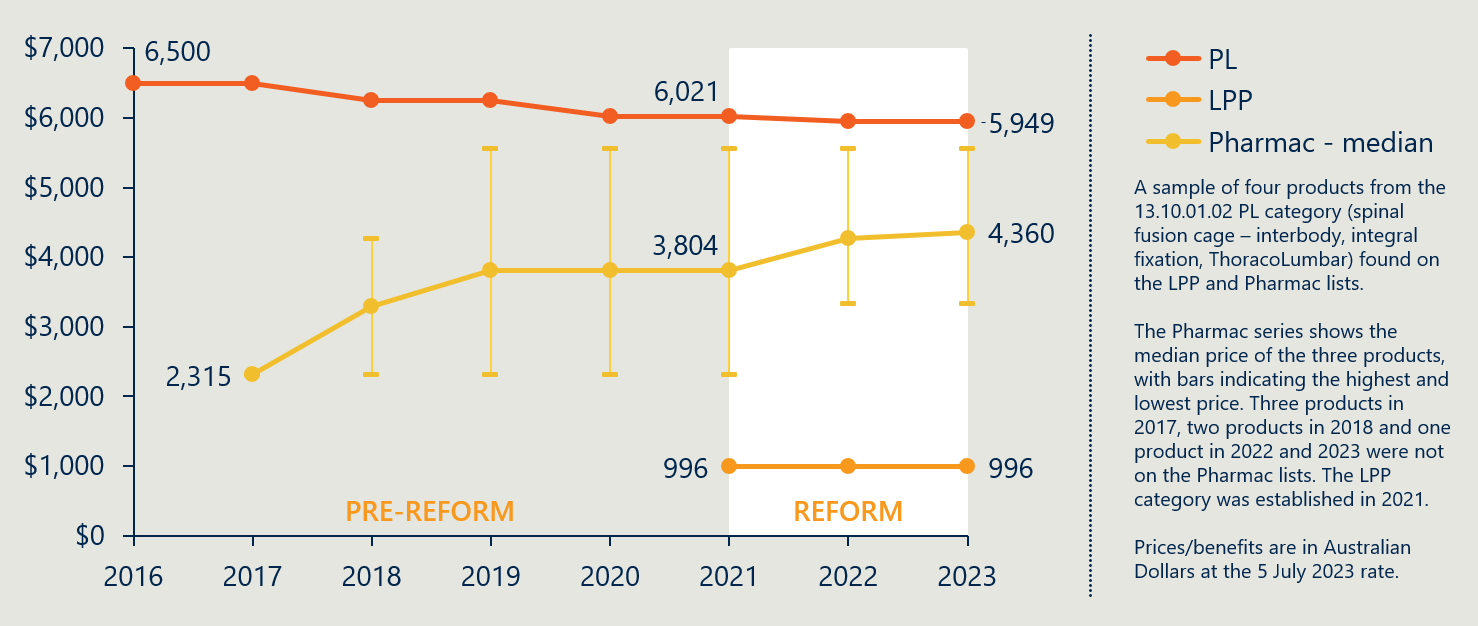 $7,000
6,500
$6,000
6,021
5,949
$5,000
$4,000
3,804
4,360
$3,000
2,315
$2,000
$1,000
996
996
PRE-REFORM
REFORM
$0
2016
2017
2018
2019
2020
2021
2022
2023
PL
LPP
Pharmac - median
A sample of four products from the
13.10.01.02 PL category (spinal
fusion cage – interbody, integral
fixation, ThoracoLumbar) found on
the LPP and Pharmac lists.
The Pharmac series shows the
median price of the three products,
with bars indicating the highest and
lowest price. Three products in
2017, two products in 2018 and one
product in 2022 and 2023 were not
on the Pharmac lists. The LPP
category was established in 2021.
Prices/benefits are in Australian
Dollars at the 5 July 2023 rate.